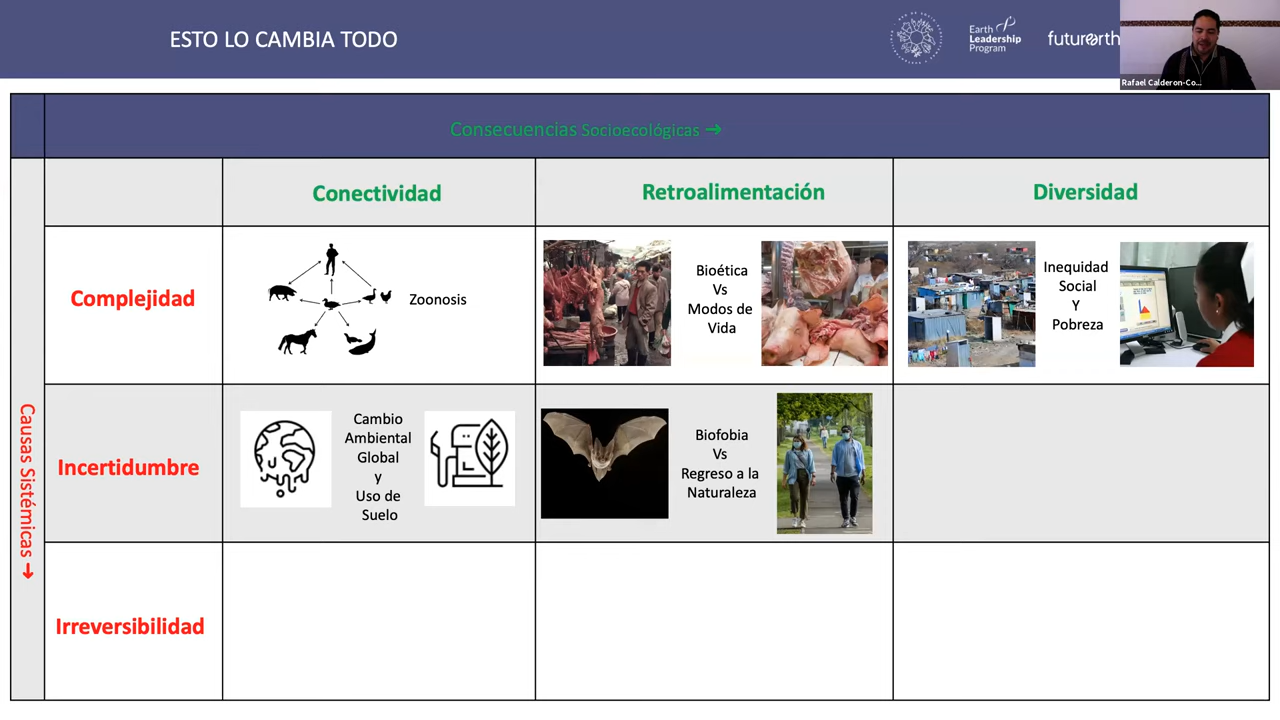 ESTO LO CAMBIA TODO
Earth
Leadership
Program
futurerth
Rafael Calderon-Co...
Consecuencias Socioecológicas →
Conectividad
Retroalimentación
Diversidad
Causas Sistémicas →
Complejidad
Zoonosis
Bioética
Vs
Modos de
Vida
Inequidad
Social
Y
Pobreza
Incertidumbre
Cambio
Ambiental
Global
y
Uso de
Suelo
Biofobia
Vs
Regreso a la
Naturaleza
Irreversibilidad